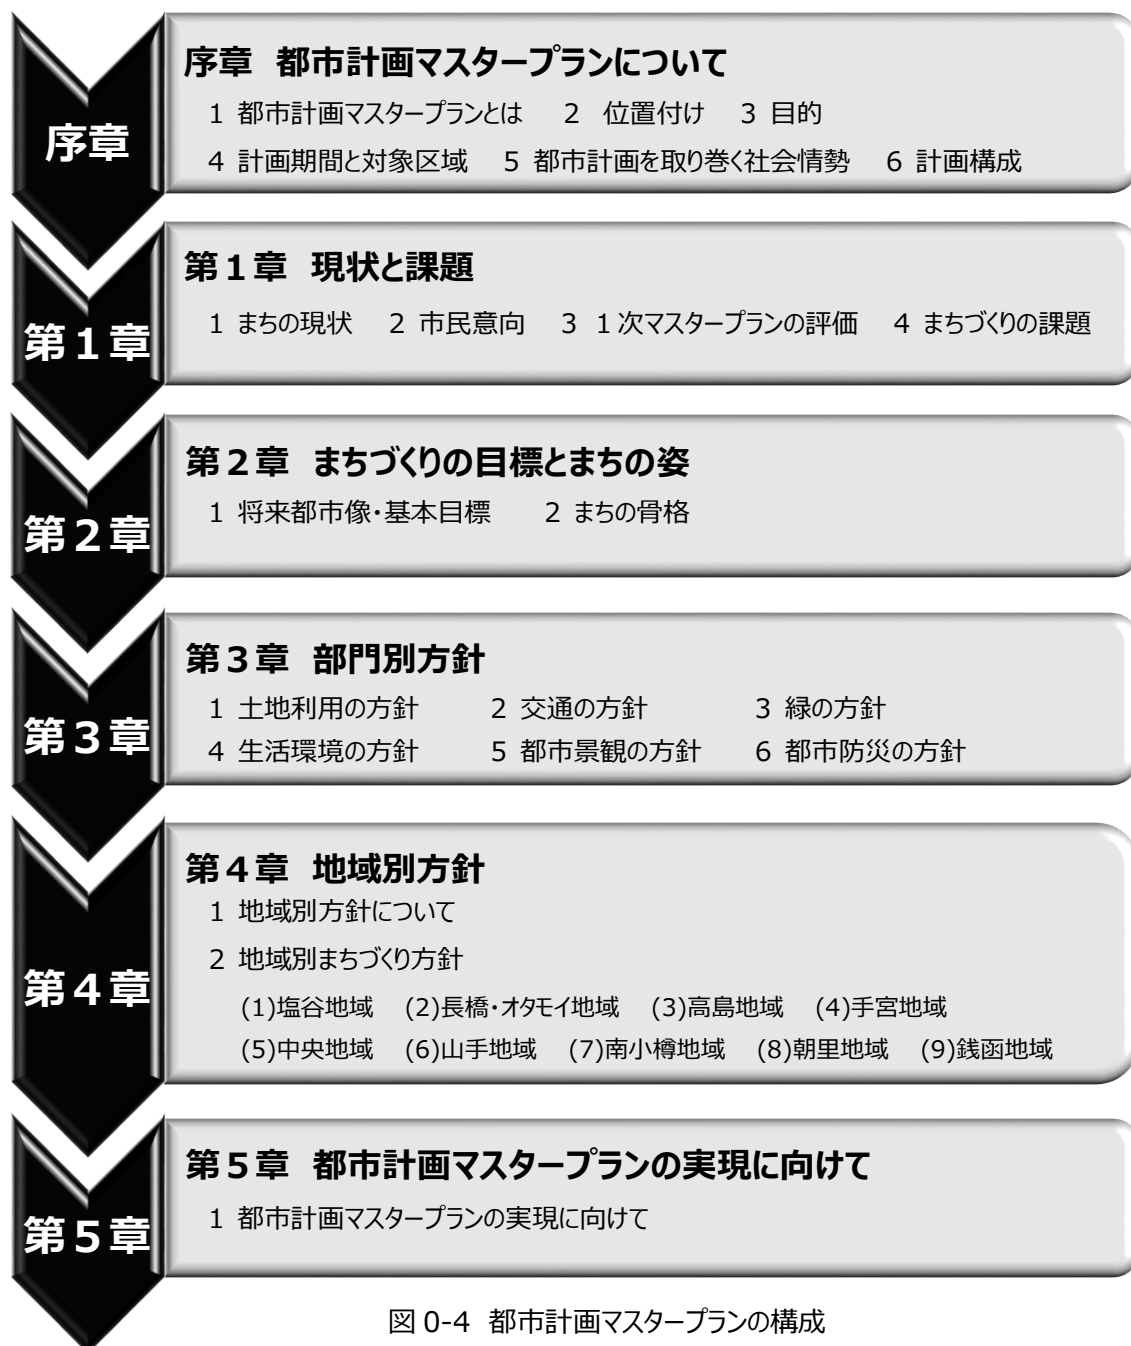 序章
序章 都市計画マスタープランについて
1 都市計画マスタープランとは 2 位置付け 3 目的
4 計画期間と対象区域 5 都市計画を取り巻く社会情勢 6 計画構成
第１章
第１章 現状と課題
1 まちの現状 2 市民意向 3 １次マスタープランの評価 4 まちづくりの課題
第２章
第２章 まちづくりの目標とまちの姿
1 将来都市像・基本目標 2 まちの骨格
第３章
第３章 部門別方針
1 土地利用の方針 2 交通の方針 3 緑の方針
4 生活環境の方針 5 都市景観の方針 6 都市防災の方針
第４章
第４章 地域別方針
1 地域別方針について
2 地域別まちづくり方針
(1)塩谷地域 (2)長橋・オタモイ地域 (3)高島地域 (4)手宮地域
(5)中央地域 (6)山手地域 (7)南小樽地域 (8)朝里地域 (9)銭函地域
第５章
第５章 都市計画マスタープランの実現に向けて
1 都市計画マスタープランの実現に向けて
図 0-4 都市計画マスタープランの構成